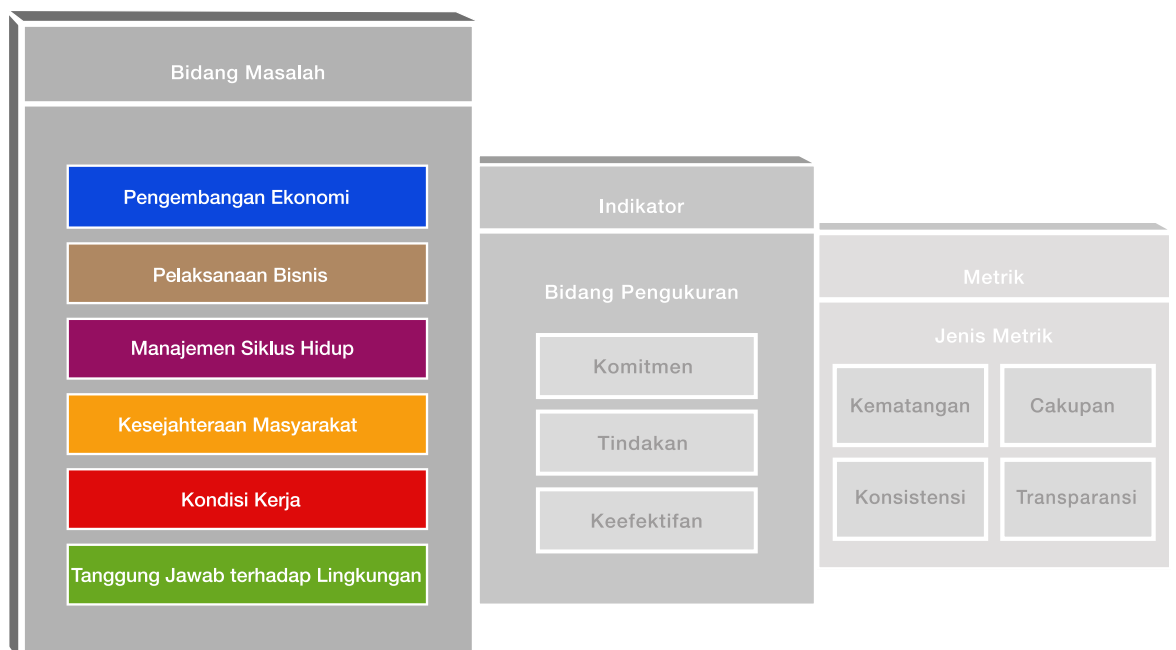 Bidang Masalah
Pengembangan Ekonomi
Pelaksanaan Bisnis
Manajemen Siklus Hidup
Kesejahteraan Masyarakat
Kondisi Kerja
Tanggung Jawab terhadap Lingkungan
Indikator
Bidang Pengukuran
Komitmen
Tindakan
Keefektifan
Metrik
Jenis Metrik
Kematangan
Cakupan
Konsistensi
Transparansi